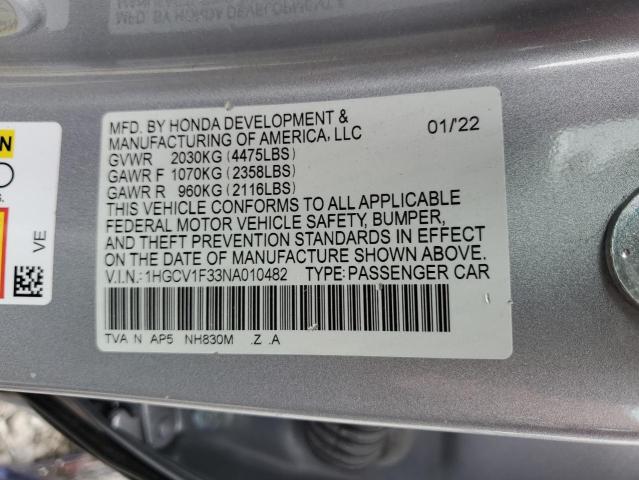 MFD. BY HONDA DEVELOPMENT &
MANUFACTURING OF AMERICA, LLC 01/'22
GVWR 2030KG (4475LBS)
GAWR F 1070KG (2358LBS)
GAWR R 960KG (2116LBS)
THIS VEHICLE CONFORMS TO ALL APPLICABLE
FEDERAL MOTOR VEHICLE SAFETY, BUMPER,
AND THEFT PREVENTION STANDARDS IN EFFECT
ON THE DATE OF MANUFACTURE SHOWN ABOVE.
V.I.N.:1HGCV1F33NA010482 TYPE:PASSENGER CAR
TVA N AP5 NH830M .Z .A
VE